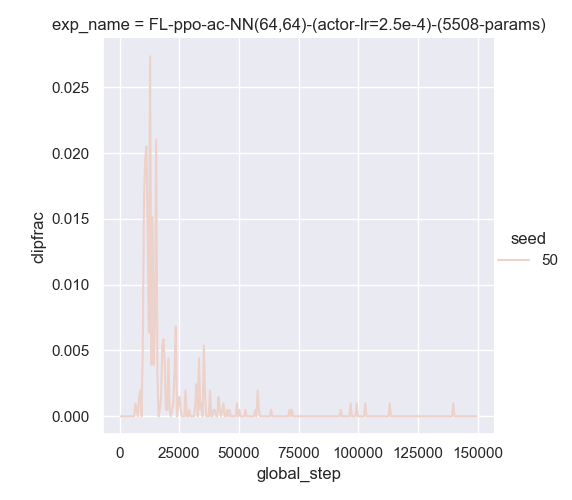 exp_name = FL-ppo-ac-NN(64,64)-(actor-lr=2.5e-4)-(5508-params)
0.025
0.020
0.015
0.010
0.005
0.000
clipfrac
0 25000 50000 75000 100000 125000 150000
global_step
seed
50